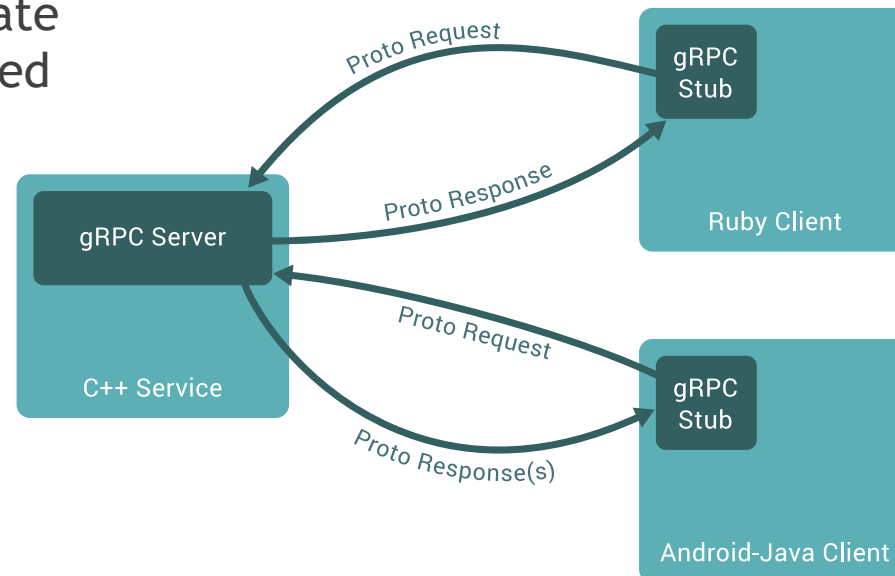 ate
ed
Proto Request
gRPC
Stub
Proto Response
Ruby Client
gRPC Server
Proto Request
C++ Service
gRPC
Stub
Proto Response(s)
Android-Java Client